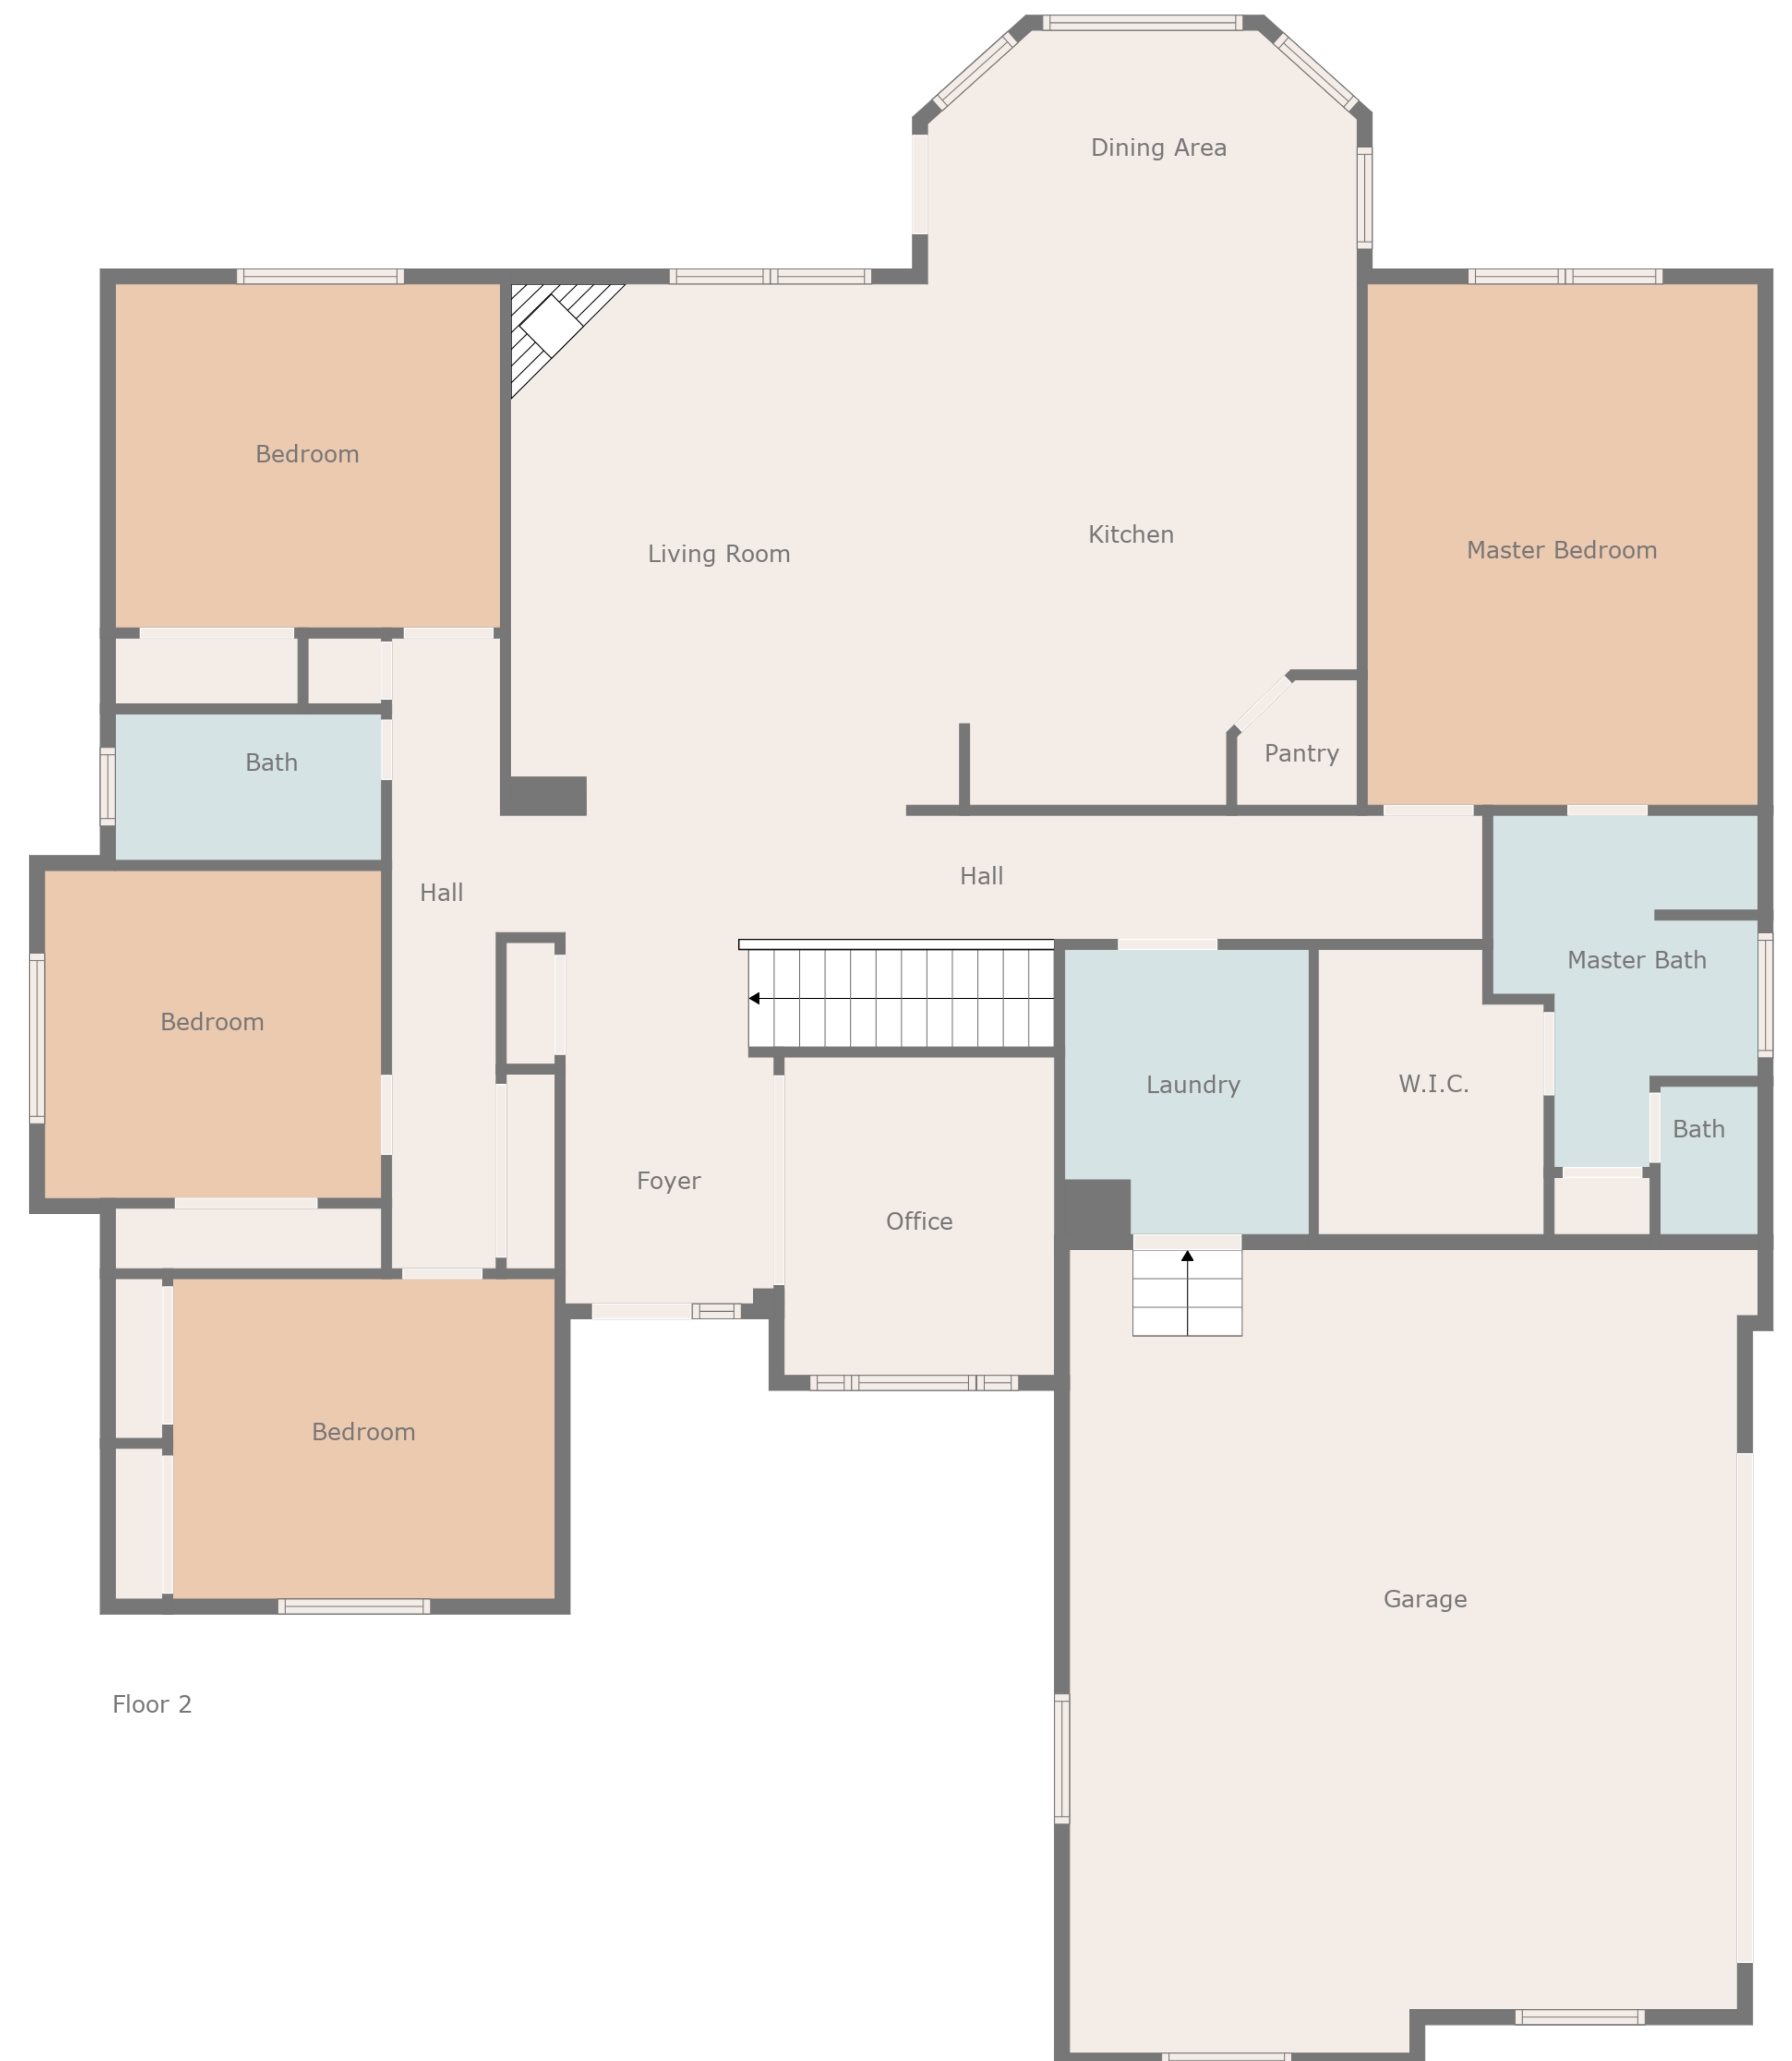 Dining Area
Bedroom
Kitchen
Living Room
Master Bedroom
Pantry
Bath
Hall
Hall
Master Bath
Bedroom
Laundry
W.I.C.
Bath
Foyer
Office
Bedroom
Garage
Floor 2